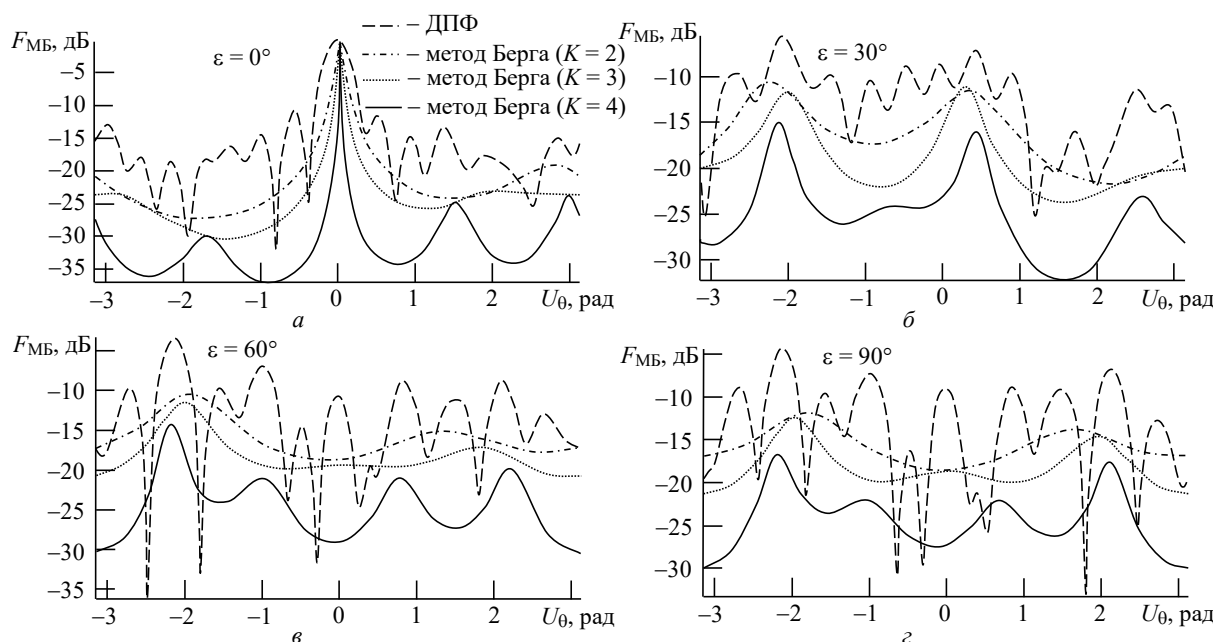 – ДПФ
– метод Берга (K = 2)
– метод Берга (K = 3)
– метод Берга (K = 4)
F_МБ, дБ
ε = 0°
–5
–10
–15
–20
–25
–30
–35
–3 –2 –1 0 1 2 U_θ, рад
а
F_МБ, дБ
ε = 30°
–10
–15
–20
–25
–30
–3 –2 –1 0 1 2 U_θ, рад
б
F_МБ, дБ
ε = 60°
–10
–15
–20
–25
–30
–35
–3 –2 –1 0 1 2 U_θ, рад
в
F_МБ, дБ
ε = 90°
–10
–15
–20
–25
–30
–3 –2 –1 0 1 2 U_θ, рад
г